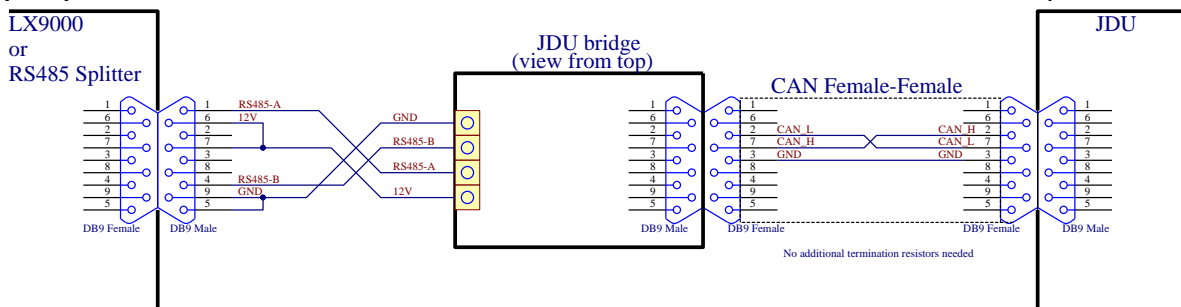 LX9000
or
RS485 Splitter
JDU bridge
(view from top)
CAN Female-Female
JDU
1
6
2
7
3
8
4
9
5
DB9 Female
1
6
2
7
3
8
4
9
5
DB9 Male
RS485-A
12V
RS485-B
GND
GND
RS485-B
RS485-A
12V
1
6
2
7
3
8
4
9
5
DB9 Male
1
6
2
7
3
8
4
9
5
DB9 Female
CAN_L
CAN_H
GND
CAN_H
CAN_L
GND
No additional termination resistors needed
1
6
2
7
3
8
4
9
5
DB9 Female
1
6
2
7
3
8
4
9
5
DB9 Male